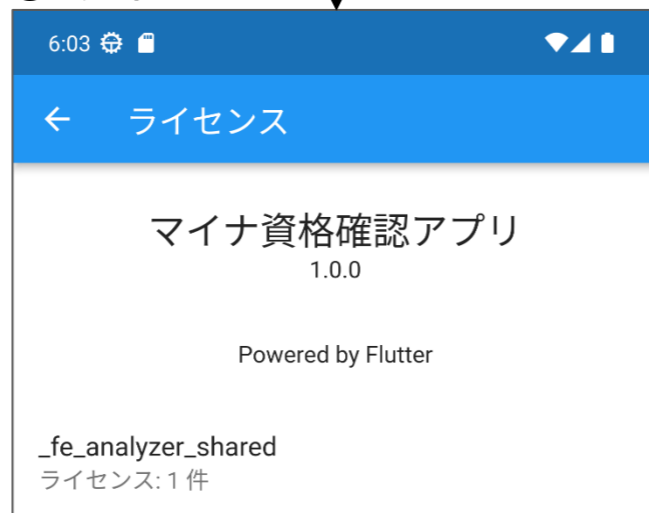 6:03
ライセンス
マイナ資格確認アプリ
1.0.0
Powered by Flutter
_fe_analyzer_shared
ライセンス: 1 件